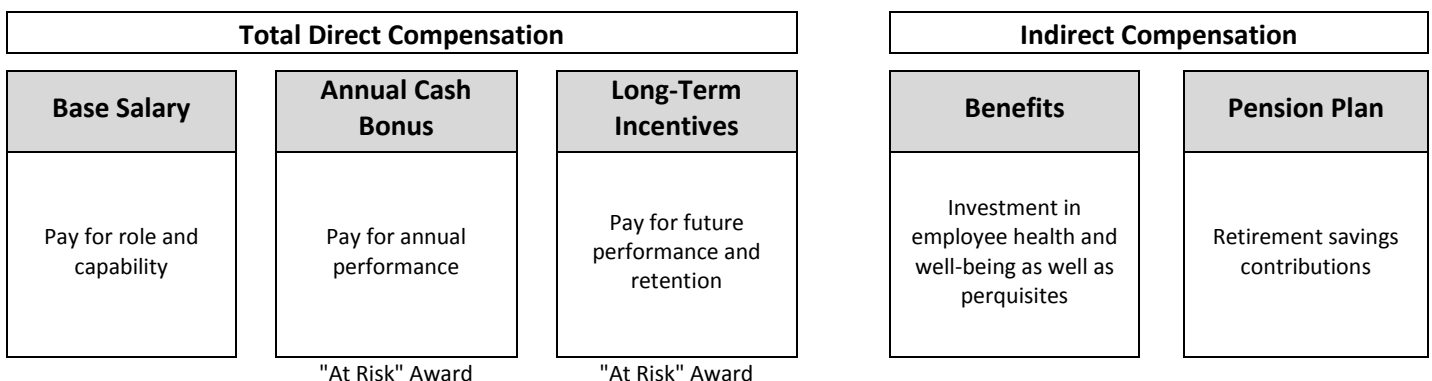 Total Direct Compensation
Indirect Compensation
Base Salary
Annual Cash
Bonus
Long-Term
Incentives
Benefits
Pension Plan
Pay for role and
capability
Pay for annual
performance
Pay for future
performance and
retention
Investment in
employee health and
well-being as well as
perquisites
Retirement savings
contributions
"At Risk" Award
"At Risk" Award